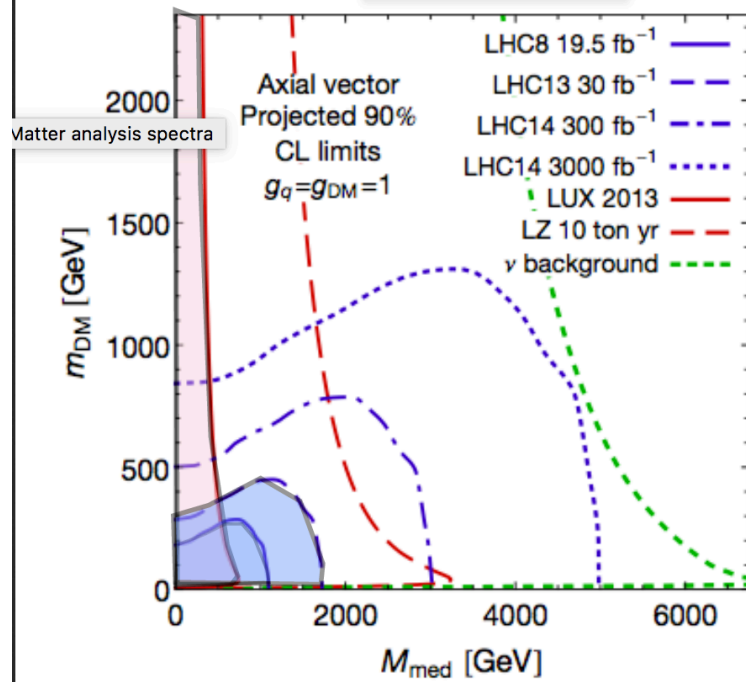 LHC8 19.5 fb⁻¹
LHC13 30 fb⁻¹
LHC14 300 fb⁻¹
LHC14 3000 fb⁻¹
LUX 2013
LZ 10 ton yr
ν background
Axial vector
Projected 90%
CL limits
g_q=g_DM=1
Matter analysis spectra
2000
1500
1000
500
0
m_DM [GeV]
0
2000
4000
6000
M_med [GeV]